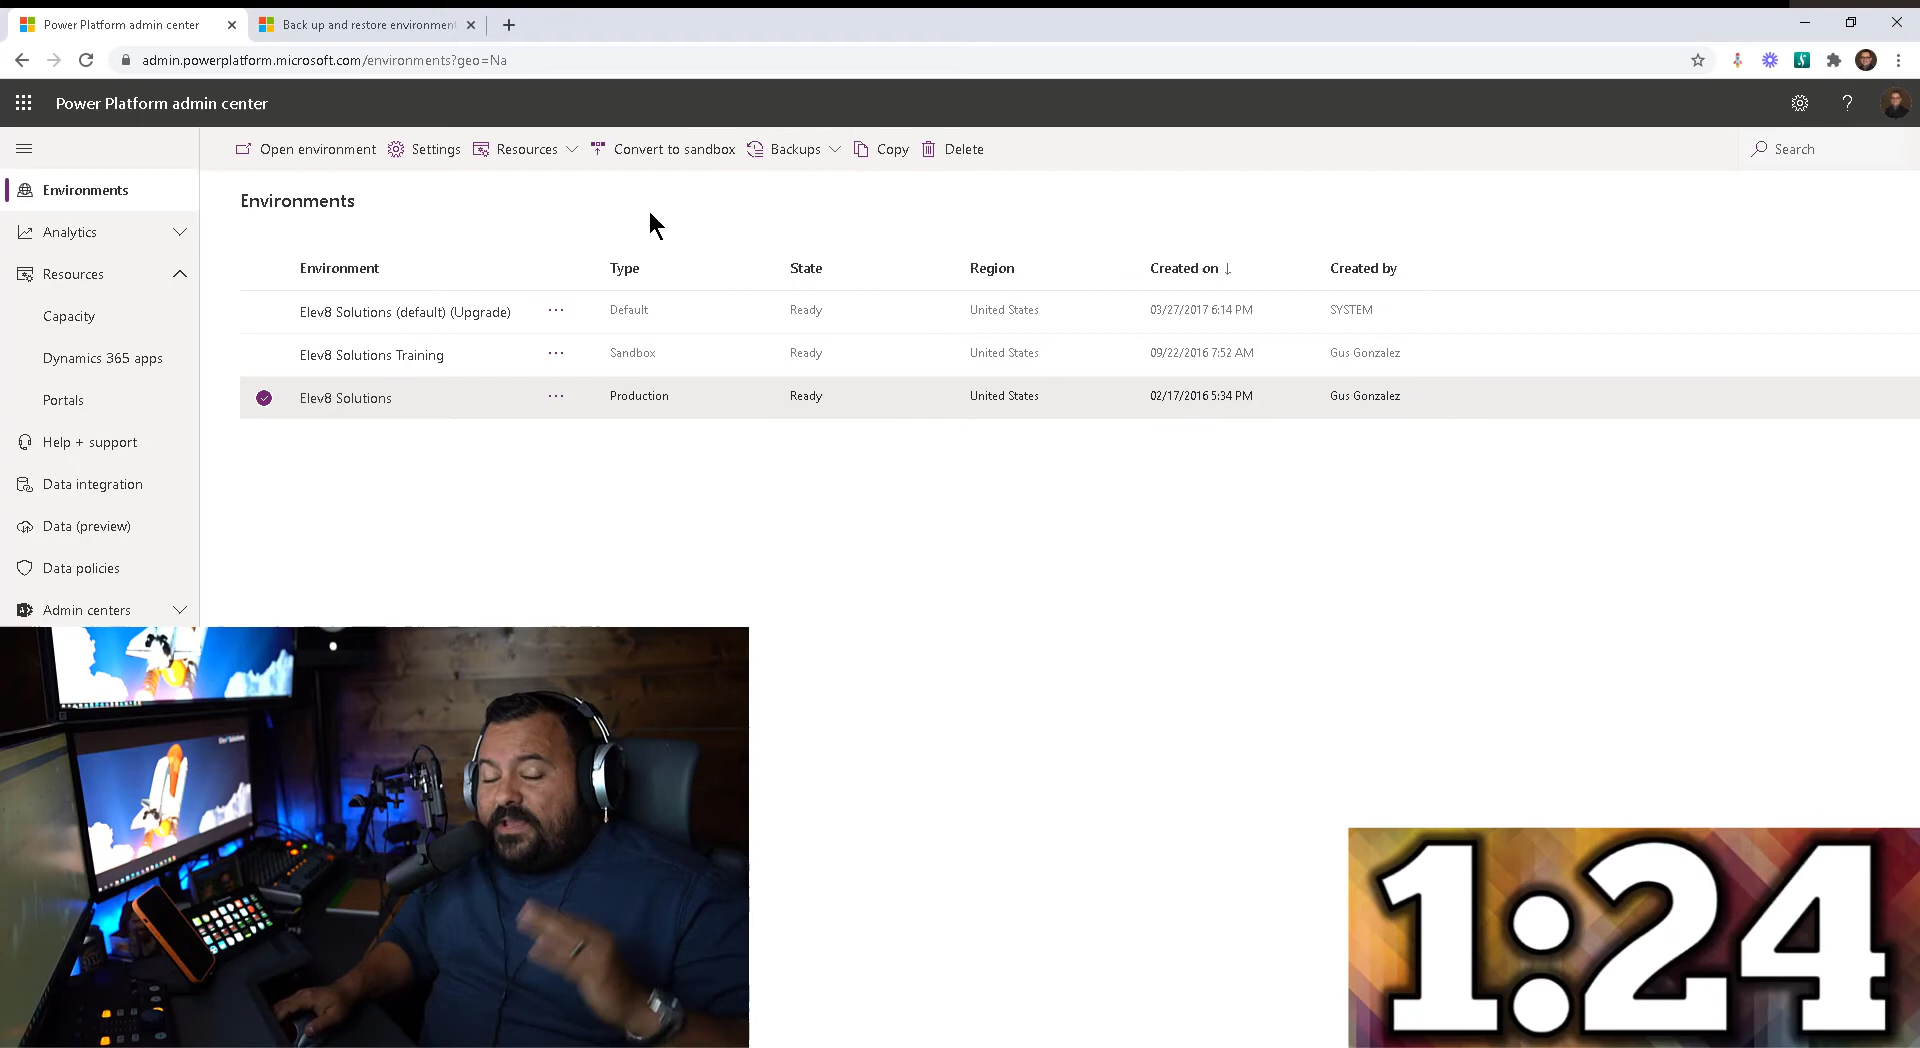 Power Platform admin center
Back up and restore environment
admin.powerplatform.microsoft.com/environments?geo=Na
Power Platform admin center
Open environment Settings Resources Convert to sandbox Backups Copy Delete Search
Environments
Analytics
Resources
Capacity
Dynamics 365 apps
Portals
Help + support
Data integration
Data (preview)
Data policies
Admin centers
Environments
Environment Type State Region Created on ↓ Created by
Elev8 Solutions (default) (Upgrade) ... Default Ready United States 03/27/2017 6:14 PM SYSTEM
Elev8 Solutions Training ... Sandbox Ready United States 09/22/2016 7:52 AM Gus Gonzalez
Elev8 Solutions ... Production Ready United States 02/17/2016 5:34 PM Gus Gonzalez
1:24